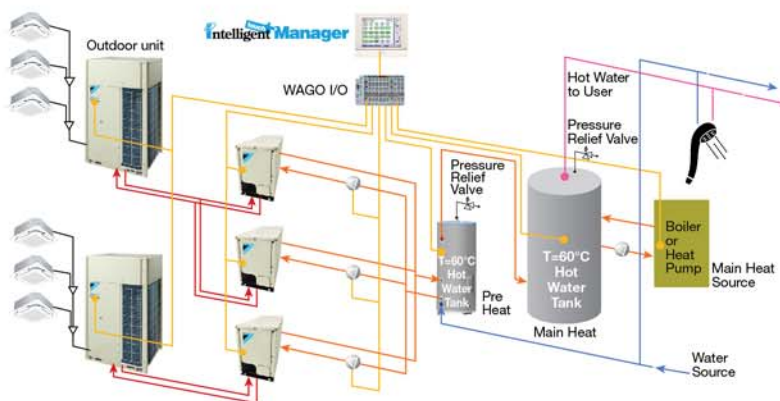 intelligent touch Manager
Outdoor unit
WAGO I/O
Hot Water
to User
Pressure
Relief Valve
Pressure
Relief
Valve
T=60°C
Hot
Water
Tank
Pre
Heat
T=60°C
Hot
Water
Tank
Main Heat
Boiler
or
Heat
Pump
Main Heat
Source
Water
Source